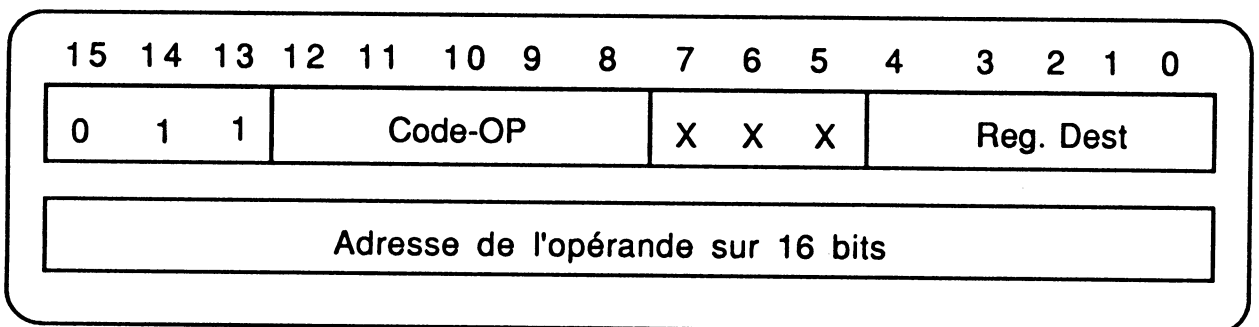 15 14 13 12 11 10 9 8 7 6 5 4 3 2 1 0
0 1 1 Code-OP X X X Reg. Dest
Adresse de l'opérande sur 16 bits